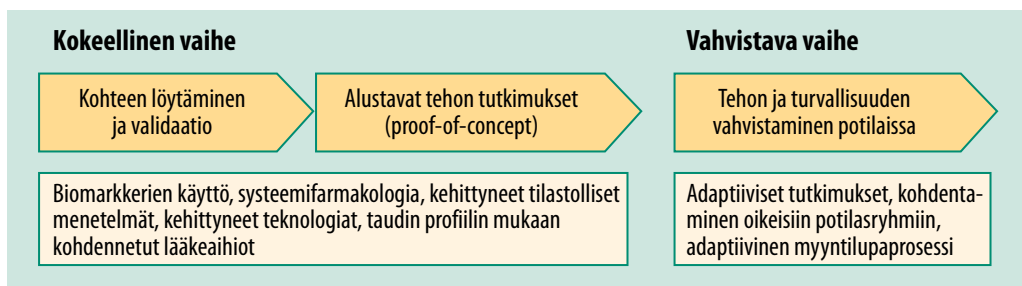 Kokeellinen vaihe
Kohteen löytäminen
ja validaatio
Alustavat tehon tutkimukset
(proof-of-concept)
Biomarkkerien käyttö, systeemifarmakologia, kehittyneet tilastolliset
menetelmät, kehittyneet teknologiat, taudin profiilin mukaan
kohdennetut lääkeaihiot
Vahvistava vaihe
Tehon ja turvallisuuden
vahvistaminen potilaissa
Adaptiiviset tutkimukset, kohdenta-
minen oikeisiin potilasryhmiin,
adaptiivinen myyntilupaprosessi